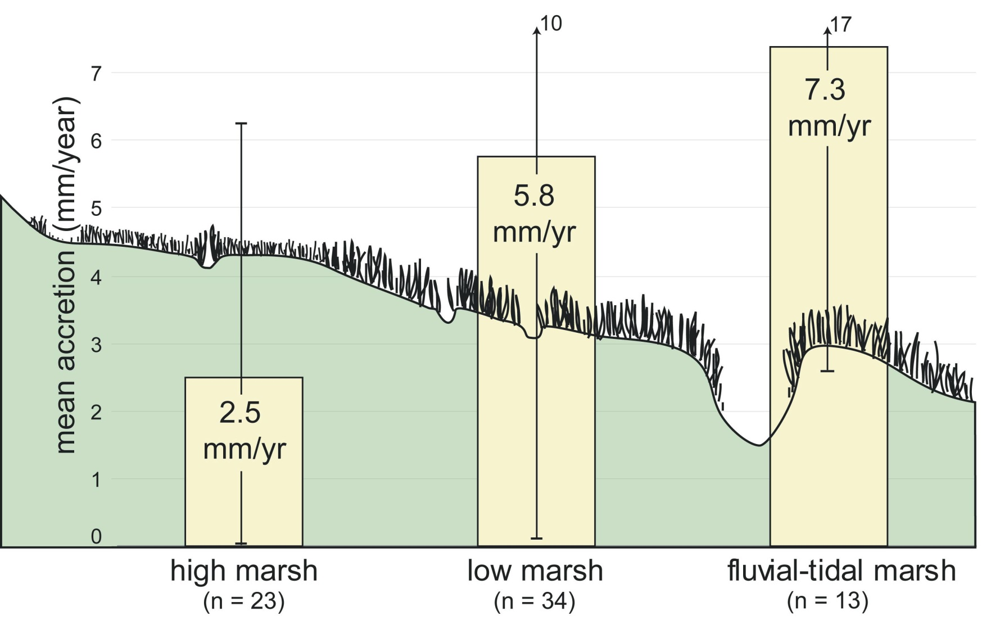 10
17
mean accretion (mm/year)
7
6
5
4
3
2
1
0
2.5
mm/yr
5.8
mm/yr
7.3
mm/yr
high marsh
(n = 23)
low marsh
(n = 34)
fluvial-tidal marsh
(n = 13)